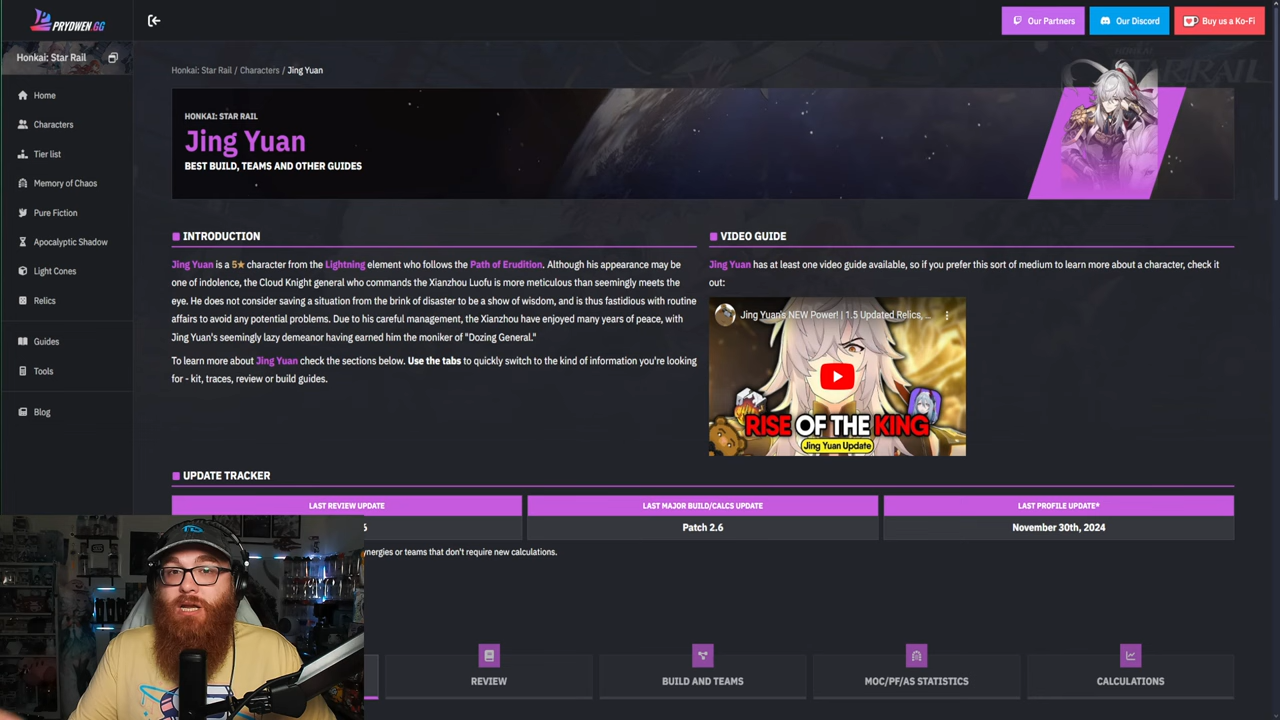 PRYDWEN.GG
Our Partners
Our Discord
Buy us a Ko-Fi
Honkai: Star Rail
Home
Characters
Tier list
Memory of Chaos
Pure Fiction
Apocalyptic Shadow
Light Cones
Relics
Guides
Tools
Blog
Honkai: Star Rail / Characters / Jing Yuan
HONKAI
STAR RAIL
HONKAI: STAR RAIL
Jing Yuan
BEST BUILD, TEAMS AND OTHER GUIDES
INTRODUCTION
Jing Yuan is a 5★ character from the Lightning element who follows the Path of Erudition. Although his appearance may be
one of indolence, the Cloud Knight general who commands the Xianzhou Luofu is more meticulous than seemingly meets the
eye. He does not consider saving a situation from the brink of disaster to be a show of wisdom, and is thus fastidious with routine
affairs to avoid any potential problems. Due to his careful management, the Xianzhou have enjoyed many years of peace, with
Jing Yuan's seemingly lazy demeanor having earned him the moniker of "Dozing General."
To learn more about Jing Yuan check the sections below. Use the tabs to quickly switch to the kind of information you're looking
for - kit, traces, review or build guides.
VIDEO GUIDE
Jing Yuan has at least one video guide available, so if you prefer this sort of medium to learn more about a character, check it
out:
Jing Yuan's NEW Power! | 1.5 Updated Relics, ...
RISE OF THE KING
Jing Yuan Update
UPDATE TRACKER
LAST REVIEW UPDATE
LAST MAJOR BUILD/CALCS UPDATE
LAST PROFILE UPDATE*
6
Patch 2.6
November 30th, 2024
nergies or teams that don't require new calculations.
REVIEW
BUILD AND TEAMS
MOC/PF/AS STATISTICS
CALCULATIONS